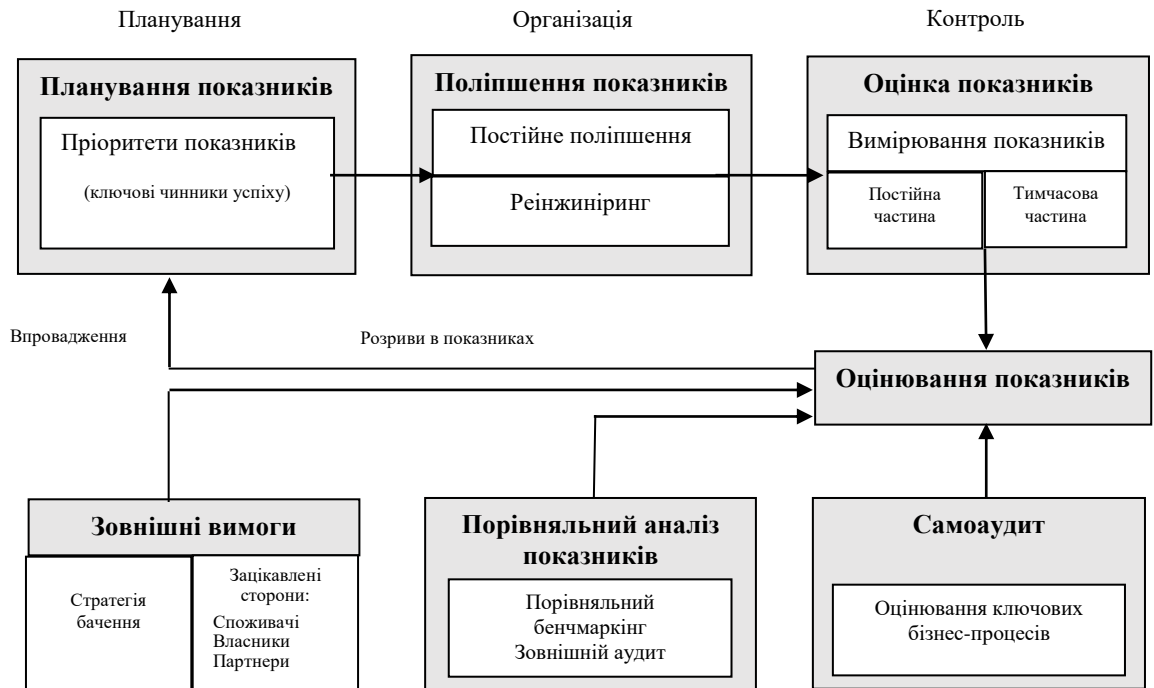 Планування
Організація
Контроль
Планування показників
Пріоритети показників
(ключові чинники успіху)
Поліпшення показників
Постійне поліпшення
Реінжиніринг
Оцінка показників
Вимірювання показників
Постійна
частина
Тимчасова
частина
Впровадження
Розриви в показниках
Оцінювання показників
Зовнішні вимоги
Стратегія
бачення
Зацікавлені
сторони:
Споживачі
Власники
Партнери
Порівняльний аналіз
показників
Порівняльний
бенчмаркінг
Зовнішній аудит
Самоаудит
Оцінювання ключових
бізнес-процесів